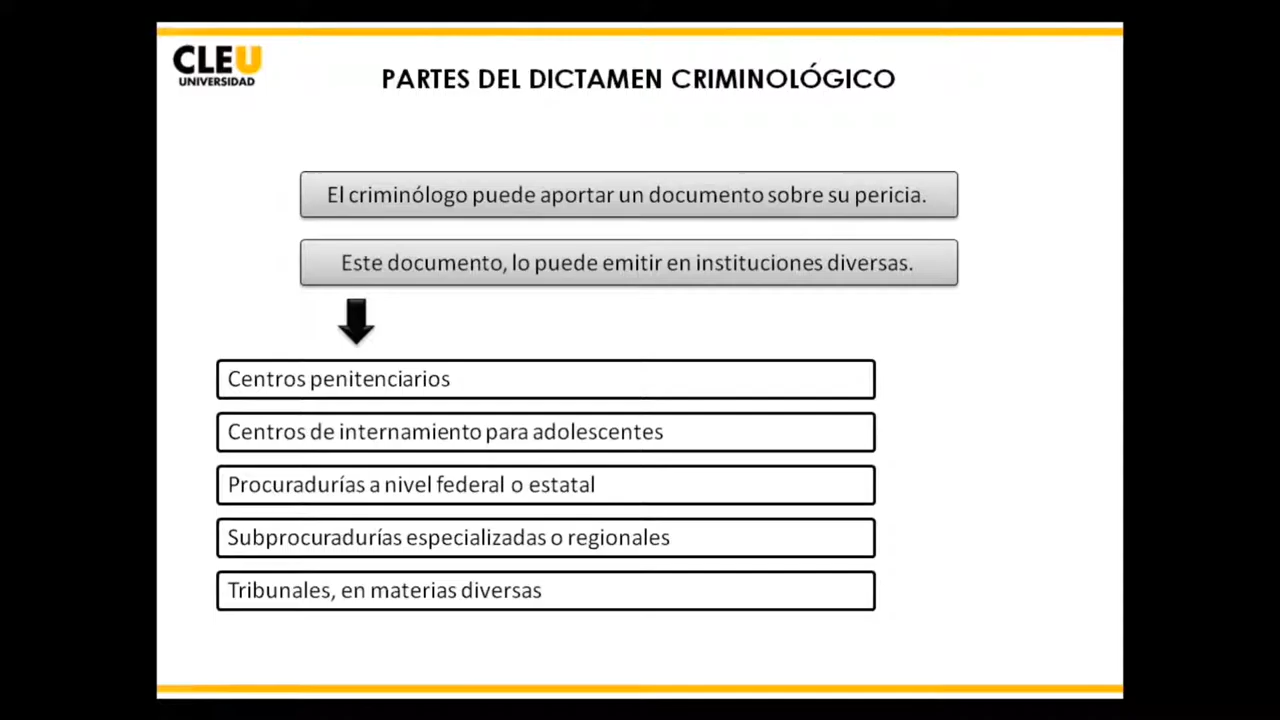 CLEU
UNIVERSIDAD
PARTES DEL DICTAMEN CRIMINOLÓGICO
El criminólogo puede aportar un documento sobre su pericia.
Este documento, lo puede emitir en instituciones diversas.
Centros penitenciarios
Centros de internamiento para adolescentes
Procuradurías a nivel federal o estatal
Subprocuradurías especializadas o regionales
Tribunales, en materias diversas